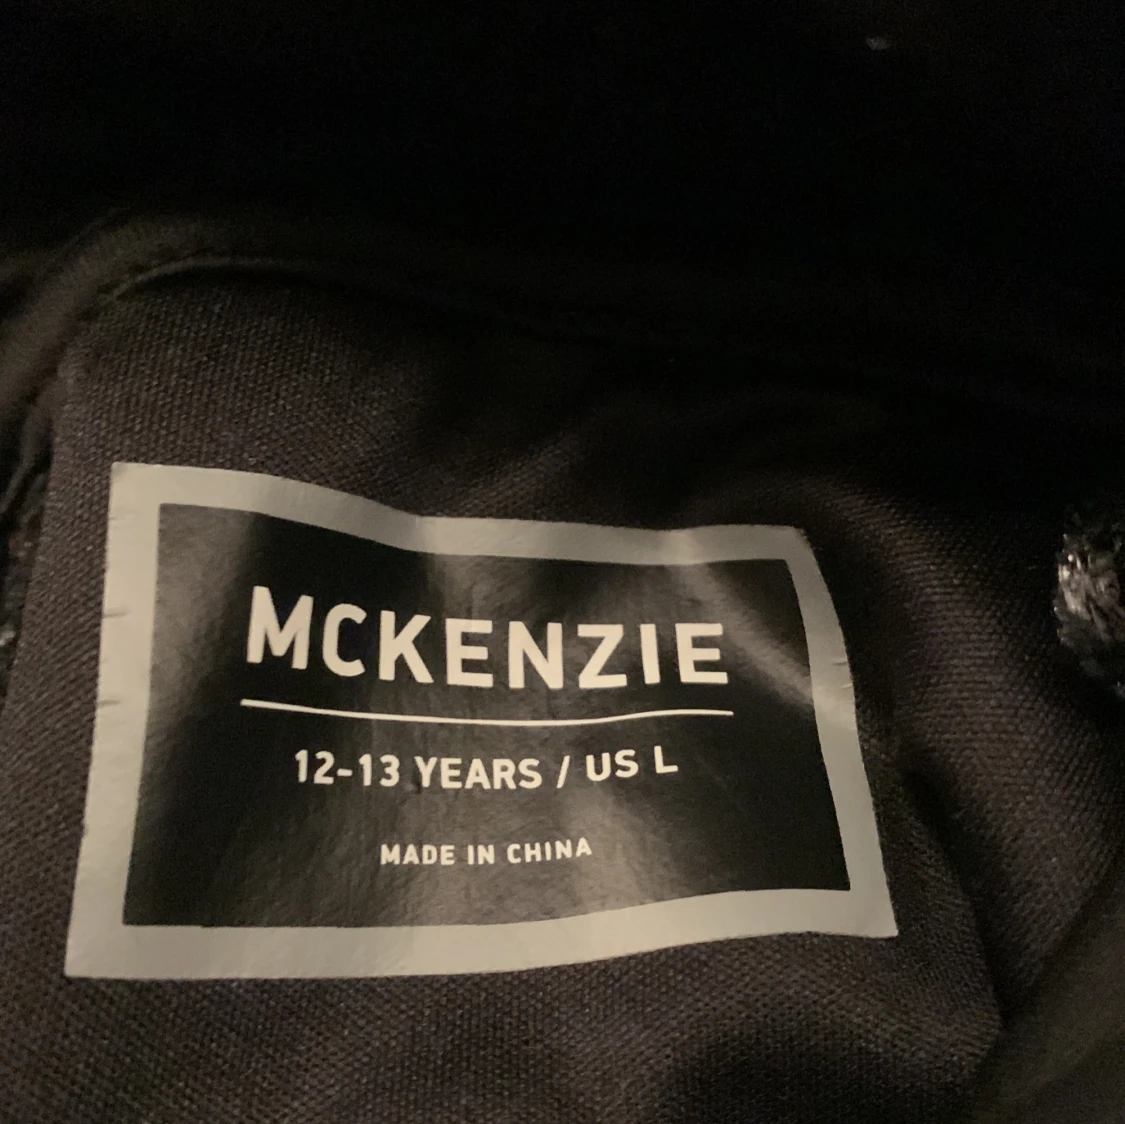 MCKENZIE
12-13 YEARS / US L
MADE IN CHINA